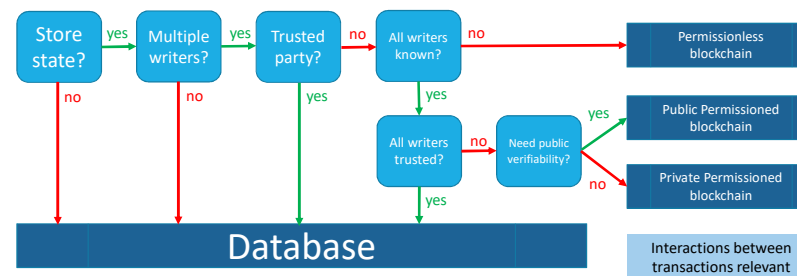 Store
state?
yes
Multiple
writers?
yes
Trusted
party?
no
All writers
known?
no
Permissionless
blockchain
no
no
yes
yes
All writers
trusted?
no
Need public
verifiability?
yes
Public Permissioned
blockchain
no
Private Permissioned
blockchain
yes
Database
Interactions between
transactions relevant